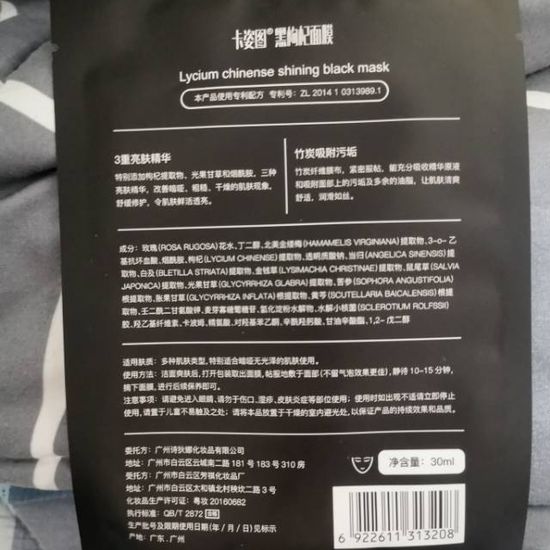 卡姿图®黑枸杞面膜
Lycium chinense shining black mask
本产品使用专利配方 专利号:ZL 2014 1 0313989.1
3重亮肤精华
特别添加枸杞提取物、光果甘草和烟酰胺,三种
亮肤精华,改善暗哑、粗糙、干燥的肌肤现象。
舒缓修护,令肌肤鲜活透亮。
竹炭吸附污垢
竹炭纤维膜布,紧密服帖,能充分吸收精华原液
和吸附面部上的污垢及多余的油脂,让肌肤清爽
舒适,润滑如丝。
成分:玫瑰(ROSA RUGOSA)花水、丁二醇、北美金缕梅(HAMAMELIS VIRGINIANA)提取物、3-o-乙
基抗坏血酸、烟酰胺、枸杞(LYCIUM CHINENSE)提取物、透明质酸钠、当归(ANGELICA SINENSIS)提
取物、白及(BLETILLA STRIATA)提取物、金钱草(LYSIMACHIA CHRISTINAE)提取物、鼠尾草(SALVIA
JAPONICA)提取物、光果甘草(GLYCYRRHIZA GLABRA)提取物、苦参(SOPHORA ANGUSTIFOLIA)
根提取物、胀果甘草(GLYCYRRHIZA INFLATA)根提取物、黄芩(SCUTELLARIA BAICALENSIS)根提
取物、壬二酰二甘氨酸钾、麦芽寡糖葡糖苷、氢化淀粉水解物、水解小核菌(SCLEROTIUM ROLFSSII)
胶、羟乙基纤维素、卡波姆、精氨酸、对羟基苯乙酮、辛酰羟肟酸、甘油辛酸酯、1,2-戊二醇
适用肤质:多种肌肤类型,特别适合暗哑无光泽的肌肤使用。
使用方法:洁面爽肤后,打开包装取出面膜,帖服地敷于面部(不留气泡效果更佳),静待 10-15分钟,
摘下面膜,进行后续保养即可。
注意事项:请避免进入眼睛,请勿于伤口、湿疹、皮肤炎症等部位使用。使用时如出现不适请立即停止
使用,请置于儿童不易触及之处;请将本品放置于干燥的室内避光处,以保证产品的持续效果和品质。
委托方:广州诗狄娜化妆品有限公司
地址:广州市白云区云城南二路 181 号 183 号 310 房
受托方:广州市白云区芳祺化妆品厂
地址:广州市白云区太和镇北村秧坎二路 3 号
化妆品生产许可证:粤妆 20160682
执行标准:QB/T 2872 合格
生产批号及限期使用日期(年/月/日)见标示
产地:广东.广州
净含量:30ml
6 922611 313208